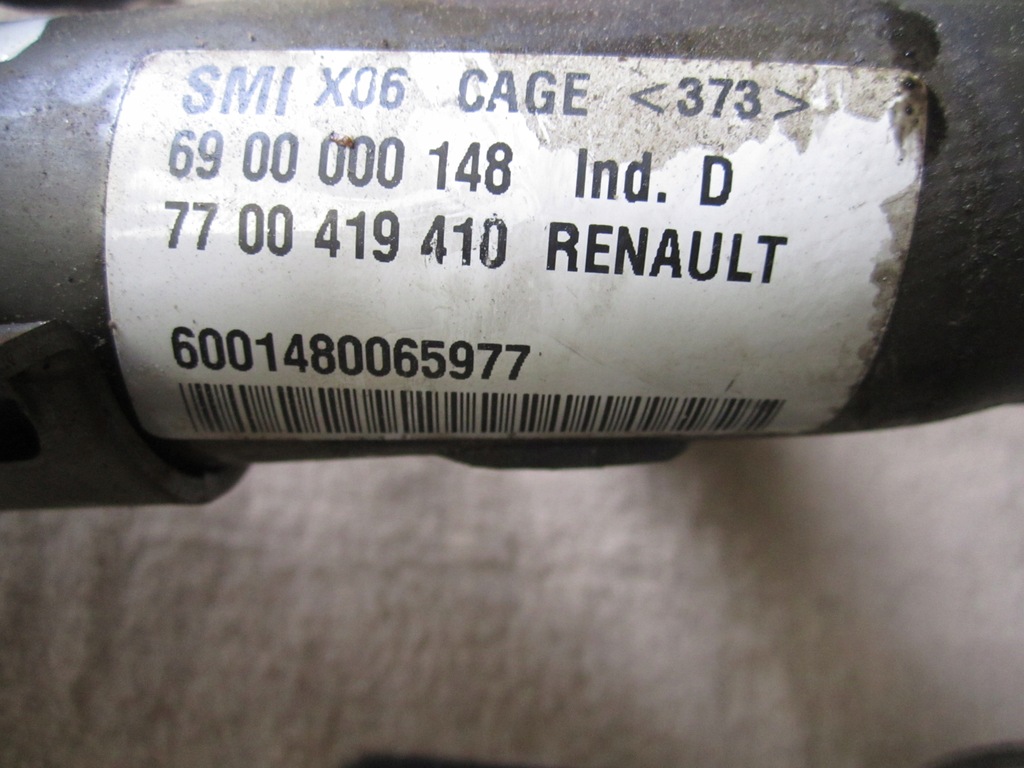 SMI X06 CAGE <373>
69 00 000 148 Ind. D
77 00 419 410 RENAULT
6001480065977